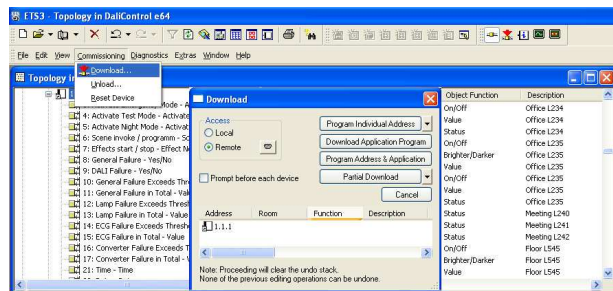 ETS3 - Topology in DaliControl e64
File Edit View Commissioning Diagnostics Extras Window Help
Download...
Unload...
Reset Device
Topology in
4: Activate Test Mode - Activate
5: Activate Night Mode - Activat
6: Scene invoke / programm - Sc
7: Effects start / stop - Effect N
8: General Failure - Yes/No
9: DALI Failure - Yes/No
10: General Failure Exceeds Thre
11: General Failure in Total - Val
12: Lamp Failure Exceeds Thresh
13: Lamp Failure in Total - Value
14: ECG Failure Exceeds Thresh
15: ECG Failure in Total - Value
16: Converter Failure Exceeds T
17: Converter Failure in Total - V
21: Time - Time
Download
Access
Local
Remote
Prompt before each device
Program Individual Address
Download Application Program
Program Address & Application
Partial Download
Cancel
Address Room Function Description
1.1.1
Note: Proceeding will clear the undo stack.
None of the previous editing operations can be undone.
Object Function Description
On/Off Office L234
Value Office L234
Status Office L234
On/Off Office L235
Brighter/Darker Office L235
Value Office L235
Value Office L235
Status Office L235
Status Meeting L240
Status Meeting L241
Status Meeting L242
On/Off Floor L545
Brighter/Darker Floor L545
Value Floor L545